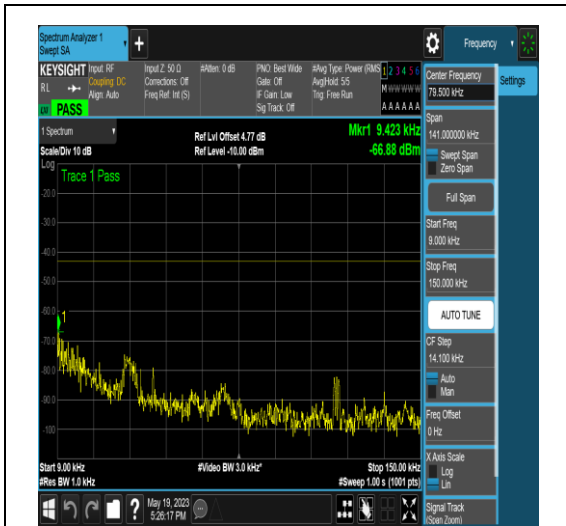 Spectrum Analyzer 1
Swept SA
Frequency
KEYSIGHT
Input: RF
Input Z: 50 Ω
#Atten: 0 dB
PNO: Best Wide
#Avg Type: Power (RMS
1 2 3 4 5 6
RL
Coupling: DC
Corrections: Off
Gate: Off
Avg|Hold: 5/5
M W W W W W
Align: Auto
Freq Ref: Int (S)
IF Gain: Low
Trig: Free Run
Sig Track: Off
A A A A A A
PASS
Center Frequency
79.500 kHz
Settings
Span
141.000000 kHz
Swept Span
Zero Span
Full Span
Start Freq
9.000 kHz
Stop Freq
150.000 kHz
AUTO TUNE
CF Step
14.100 kHz
Auto
Man
Freq Offset
0 Hz
X Axis Scale
Log
Lin
Signal Track
(Span Zoom)
1 Spectrum
Ref Lvl Offset 4.77 dB
Mkr1 9.423 kHz
Scale/Div 10 dB
Ref Level -10.00 dBm
-66.88 dBm
Log
Trace 1 Pass
-20.0
-30.0
-40.0
-50.0
-60.0
1
-70.0
-80.0
-90.0
-100
Start 9.00 kHz
#Video BW 3.0 kHz*
Stop 150.00 kHz
#Res BW 1.0 kHz
#Sweep 1.00 s (1001 pts)
May 19, 2023
5:26:17 PM